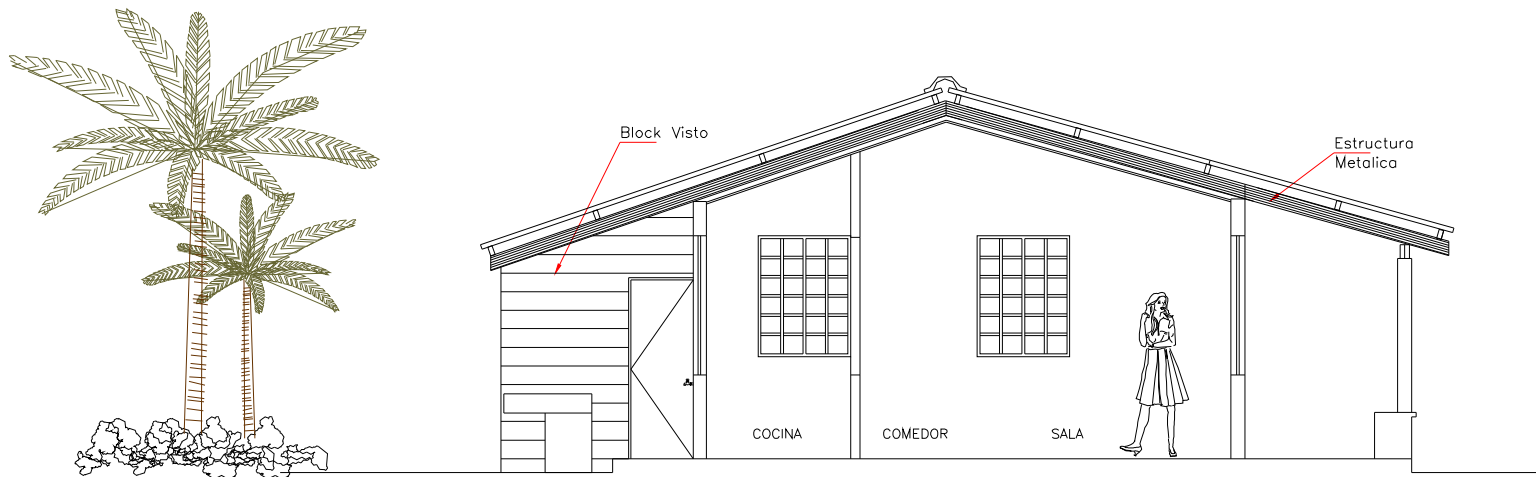 Block Visto
Estructura
Metalica
COCINA
COMEDOR
SALA